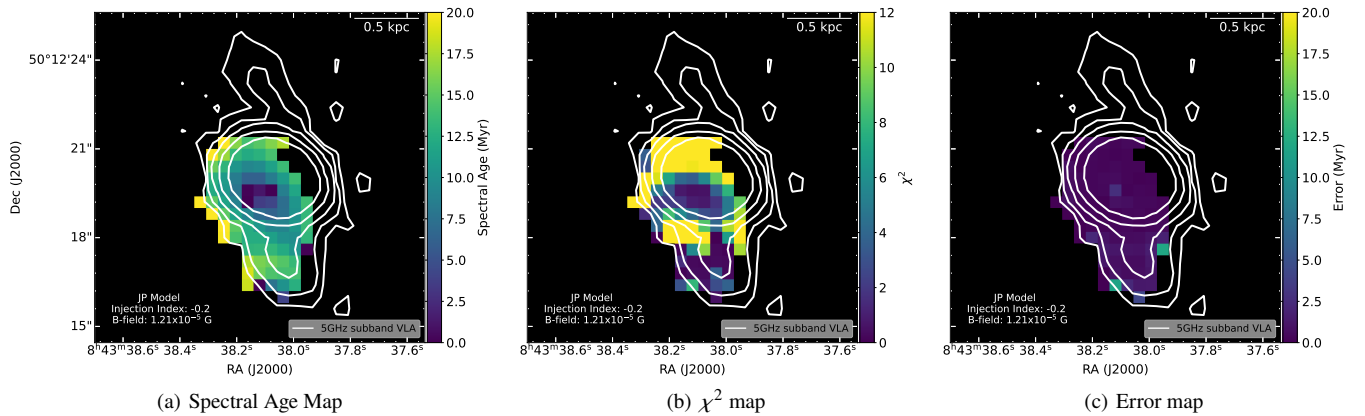 0.5 kpc
20.0
17.5
15.0
12.5
10.0
7.5
5.0
2.5
0.0
Spectral Age (Myr)
Dec (J2000)
50°12'24"
21"
18"
15"
JP Model
Injection Index: -0.2
B-field: 1.21x10⁻⁵ G
5GHz subband VLA
8ʰ43ᵐ38.6ˢ 38.4ˢ 38.2ˢ 38.0ˢ 37.8ˢ 37.6ˢ
RA (J2000)
(a) Spectral Age Map
0.5 kpc
12
10
8
6
4
2
0
χ²
JP Model
Injection Index: -0.2
B-field: 1.21x10⁻⁵ G
5GHz subband VLA
8ʰ43ᵐ38.6ˢ 38.4ˢ 38.2ˢ 38.0ˢ 37.8ˢ 37.6ˢ
RA (J2000)
(b) χ² map
0.5 kpc
20.0
17.5
15.0
12.5
10.0
7.5
5.0
2.5
0.0
Error (Myr)
JP Model
Injection Index: -0.2
B-field: 1.21x10⁻⁵ G
5GHz subband VLA
8ʰ43ᵐ38.6ˢ 38.4ˢ 38.2ˢ 38.0ˢ 37.8ˢ 37.6ˢ
RA (J2000)
(c) Error map